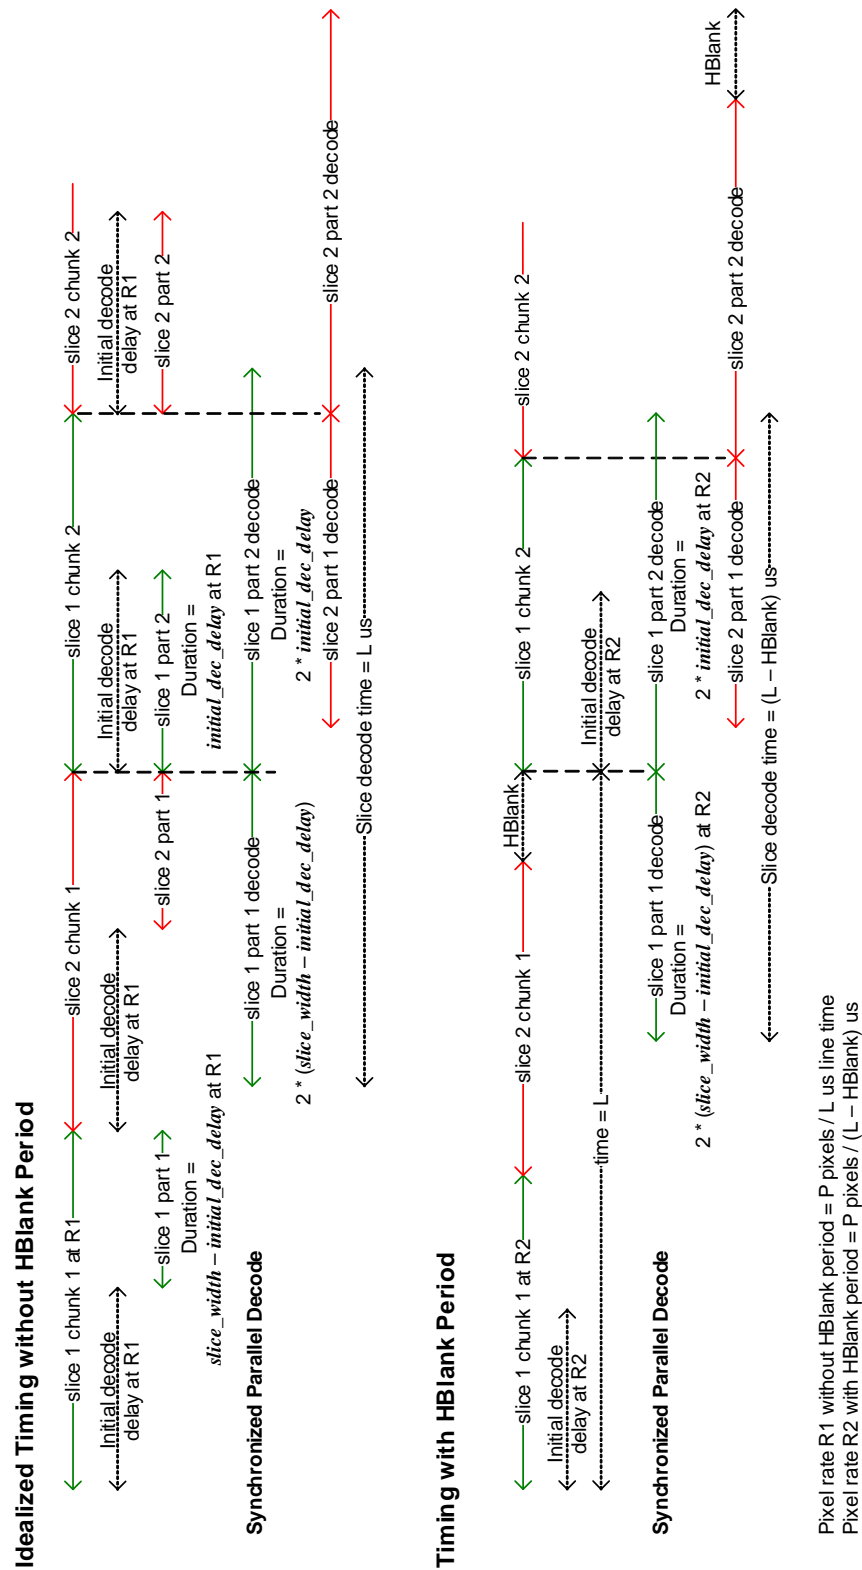 Idealized Timing without HBlank Period
slice 1 chunk 1 at R1
slice 2 chunk 1
slice 1 chunk 2
slice 2 chunk 2
Initial decode
delay at R1
Initial decode
delay at R1
Initial decode
delay at R1
Initial decode
delay at R1
slice 1 part 1
Duration =
slice_width – initial_dec_delay at R1
slice 2 part 1
slice 1 part 2
Duration =
initial_dec_delay at R1
slice 2 part 2
Synchronized Parallel Decode
slice 1 part 1 decode
Duration =
2 * (slice_width – initial_dec_delay)
slice 1 part 2 decode
Duration =
2 * initial_dec_delay
slice 2 part 1 decode
slice 2 part 2 decode
Slice decode time = L us
Timing with HBlank Period
slice 1 chunk 1 at R2
slice 2 chunk 1
HBlank
slice 1 chunk 2
slice 2 chunk 2
Initial decode
delay at R2
time = L
Initial decode
delay at R2
Synchronized Parallel Decode
slice 1 part 1 decode
Duration =
2 * (slice_width – initial_dec_delay) at R2
slice 1 part 2 decode
Duration =
2 * initial_dec_delay at R2
slice 2 part 1 decode
slice 2 part 2 decode
HBlank
Slice decode time = (L – HBlank) us
Pixel rate R1 without HBlank period = P pixels / L us line time
Pixel rate R2 with HBlank period = P pixels / (L – HBlank) us